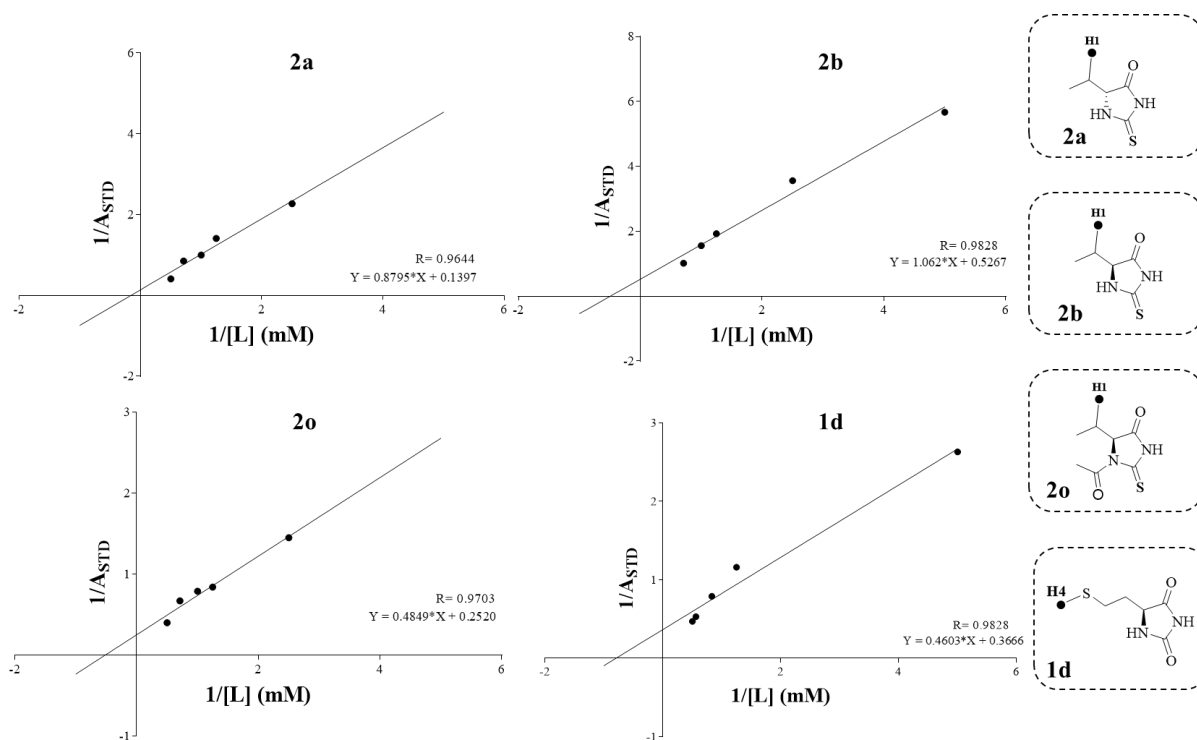 2a
6
4
2
-2
-2
2
4
6
1/A_STD
1/[L] (mM)
R= 0.9644
Y = 0.8795*X + 0.1397
2b
8
6
4
2
-2
-2
2
4
6
1/A_STD
1/[L] (mM)
R= 0.9828
Y = 1.062*X + 0.5267
2o
3
2
1
-1
-2
2
4
6
1/A_STD
1/[L] (mM)
R= 0.9703
Y = 0.4849*X + 0.2520
1d
3
2
1
-1
-2
2
4
6
1/A_STD
1/[L] (mM)
R= 0.9828
Y = 0.4603*X + 0.3666
H1
O
NH
HN
S
2a
H1
O
NH
HN
S
2b
H1
O
NH
N
S
O
2o
H4
S
O
NH
HN
O
1d